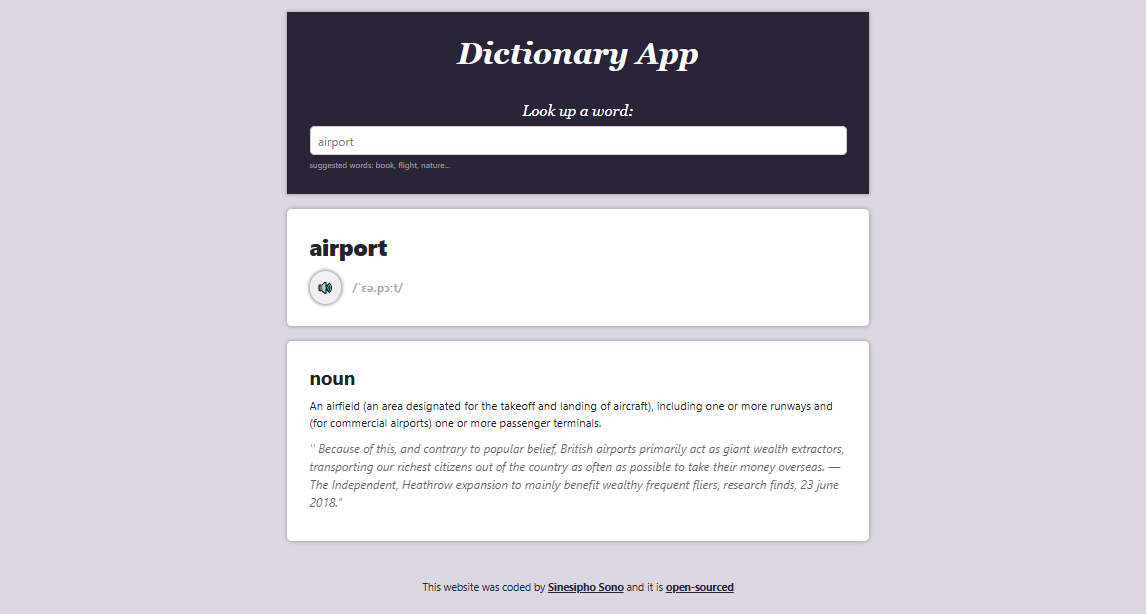 Dictionary App
Look up a word:
airport
suggested words: book, flight, nature...
airport
/ˈɛə.pɔːt/
noun
An airfield (an area designated for the takeoff and landing of aircraft), including one or more runways and
(for commercial airports) one or more passenger terminals.
'' Because of this, and contrary to popular belief, British airports primarily act as giant wealth extractors,
transporting our richest citizens out of the country as often as possible to take their money overseas. —
The Independent, Heathrow expansion to mainly benefit wealthy frequent fliers, research finds, 23 june
2018."
This website was coded by Sinesipho Sono and it is open-sourced